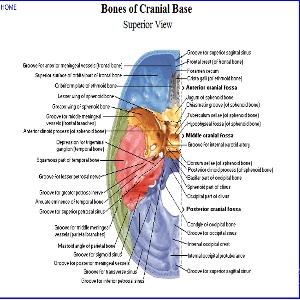 HOME
Bones of Cranial Base
Superior View
Groove for anterior meningeal vessels (frontal bone)
Superior surface of orbital part of frontal bone
Cribriform plate of ethmoid bone
Lesser wing of sphenoid bone
Greater wing of sphenoid bone
Groove for middle meningeal
vessels (frontal branches)
Anterior clinoid process (of sphenoid bone)
Depression for trigeminal
ganglion (temporal bone)
Squamous part of temporal bone
Groove for lesser petrosal nerve
Groove for greater petrosal nerve
Arcuate eminence of temporal bone
Groove for superior petrosal sinus
Groove for middle meningeal
vessels (parietal branches)
Mastoid angle of parietal bone
Groove for sigmoid sinus
Groove for posterior meningeal vessels
Groove for transverse sinus
Groove for inferior petrosal sinus
Groove for superior sagittal sinus
Frontal crest (of frontal bone)
Foramen cecum
Crista galli (of ethmoid bone)
Anterior cranial fossa
Jugum of sphenoid bone
Chiasmatic groove (of sphenoid bone)
Tuberculum sellae (of sphenoid bone)
Hypophyseal fossa (of sphenoid bone)
Middle cranial fossa
Groove for internal carotid artery
Dorsum sellae (of sphenoid bone)
Posterior clinoid process (of sphenoid bone)
Basilar part of occipital bone
Sphenoid part of clivus
Occipital part of clivus
Posterior cranial fossa
Condyle of occipital bone
Groove for occipital sinus
Internal occipital crest
Internal occipital protuberance
Groove for superior sagittal sinus